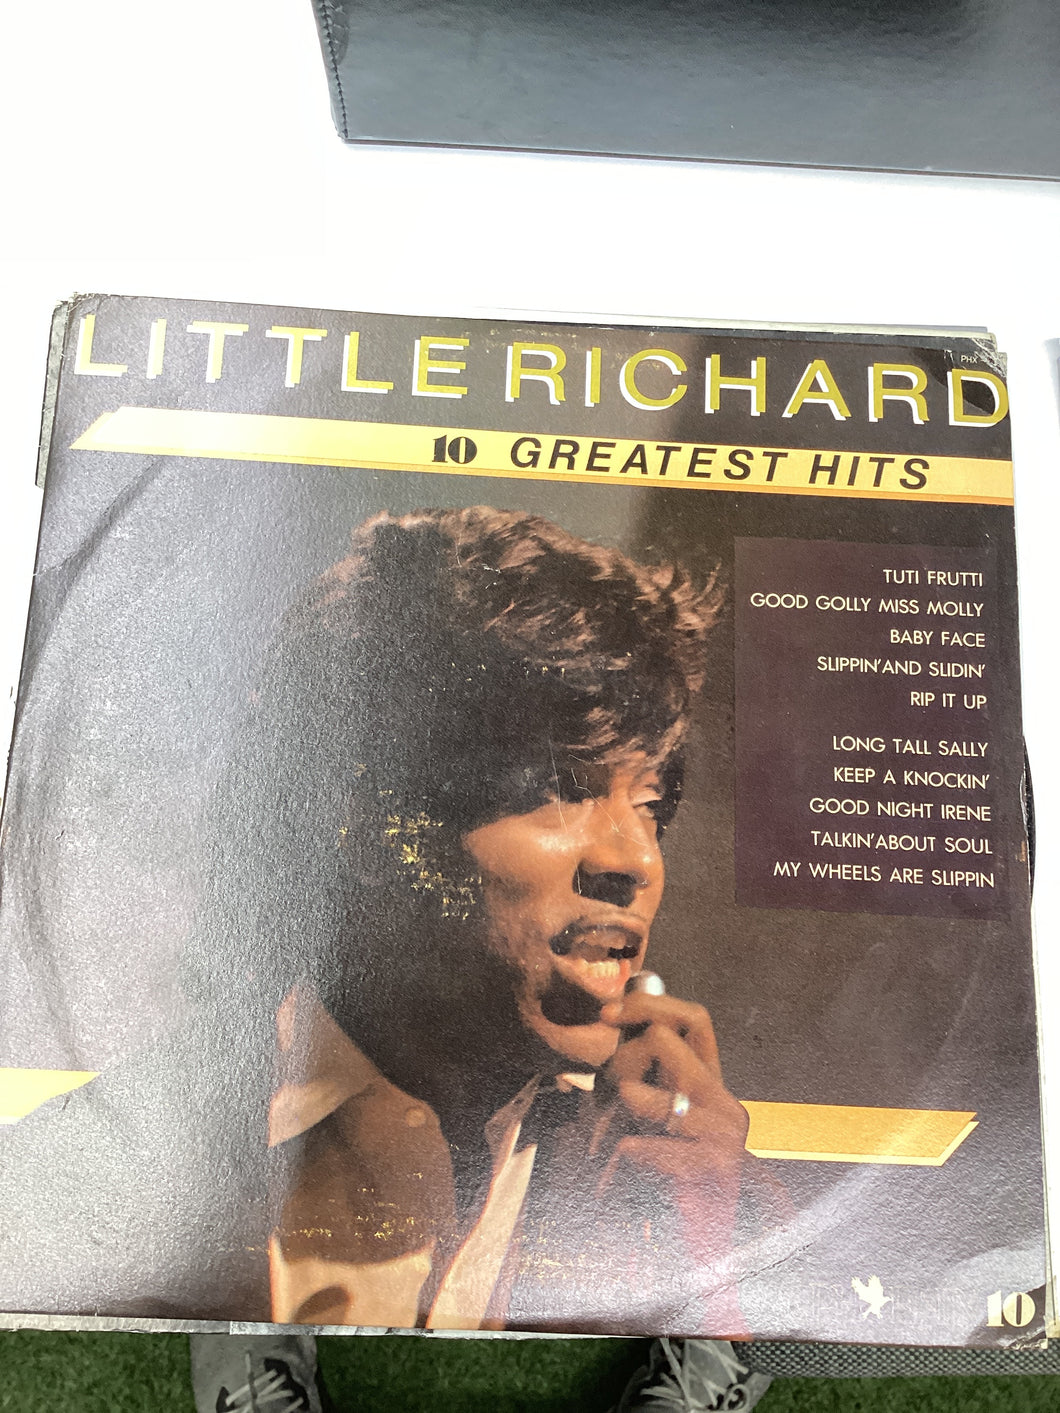 LITTLE RICHARD
PHX
10 GREATEST HITS
TUTI FRUTTI
GOOD GOLLY MISS MOLLY
BABY FACE
SLIPPIN'AND SLIDIN'
RIP IT UP
LONG TALL SALLY
KEEP A KNOCKIN'
GOOD NIGHT IRENE
TALKIN'ABOUT SOUL
MY WHEELS ARE SLIPPIN
10